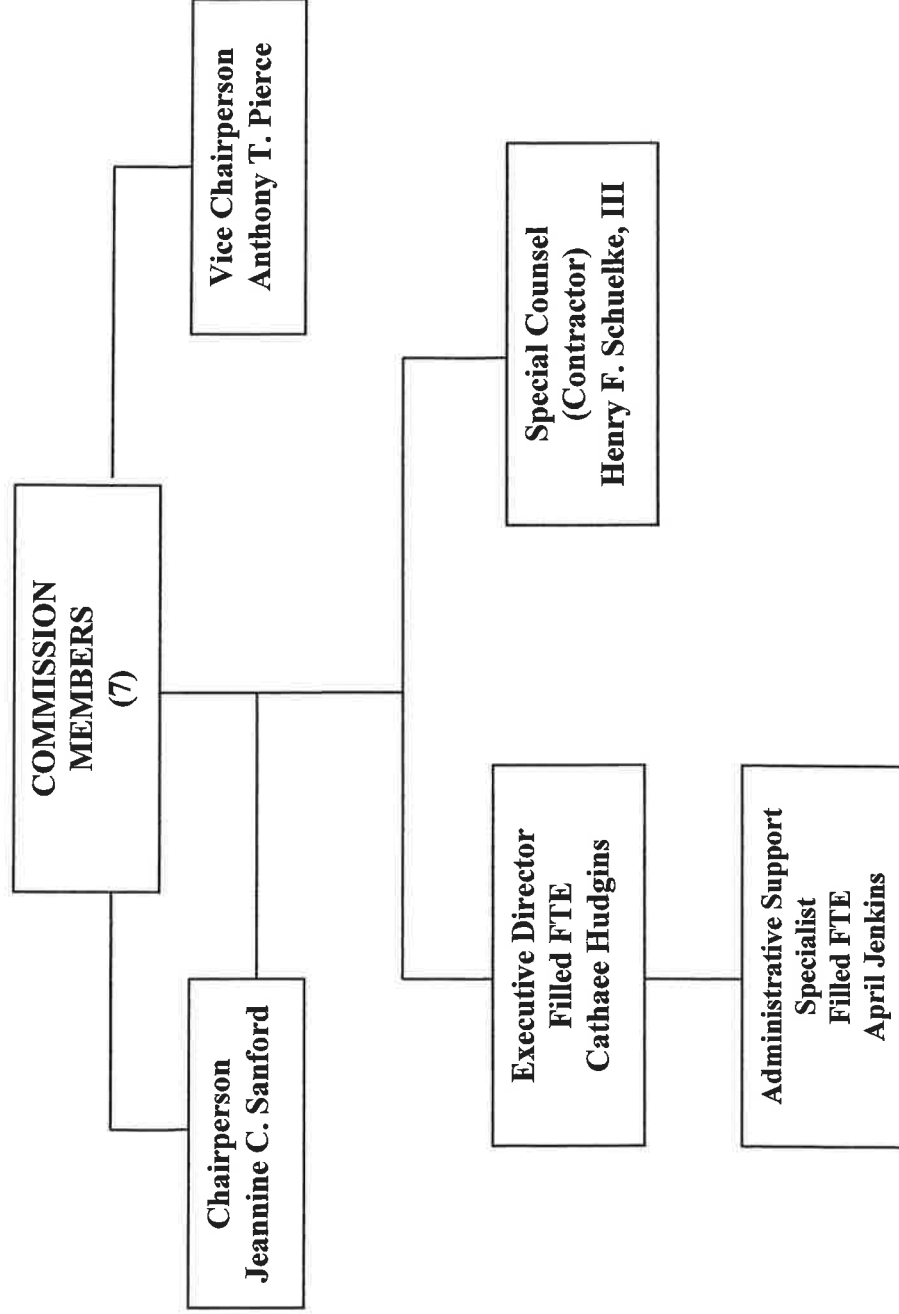 COMMISSION
MEMBERS
(7)
Chairperson
Jeannine C. Sanford
Vice Chairperson
Anthony T. Pierce
Executive Director
Filled FTE
Cathaee Hudgins
Special Counsel
(Contractor)
Henry F. Schuelke, III
Administrative Support
Specialist
Filled FTE
April Jenkins